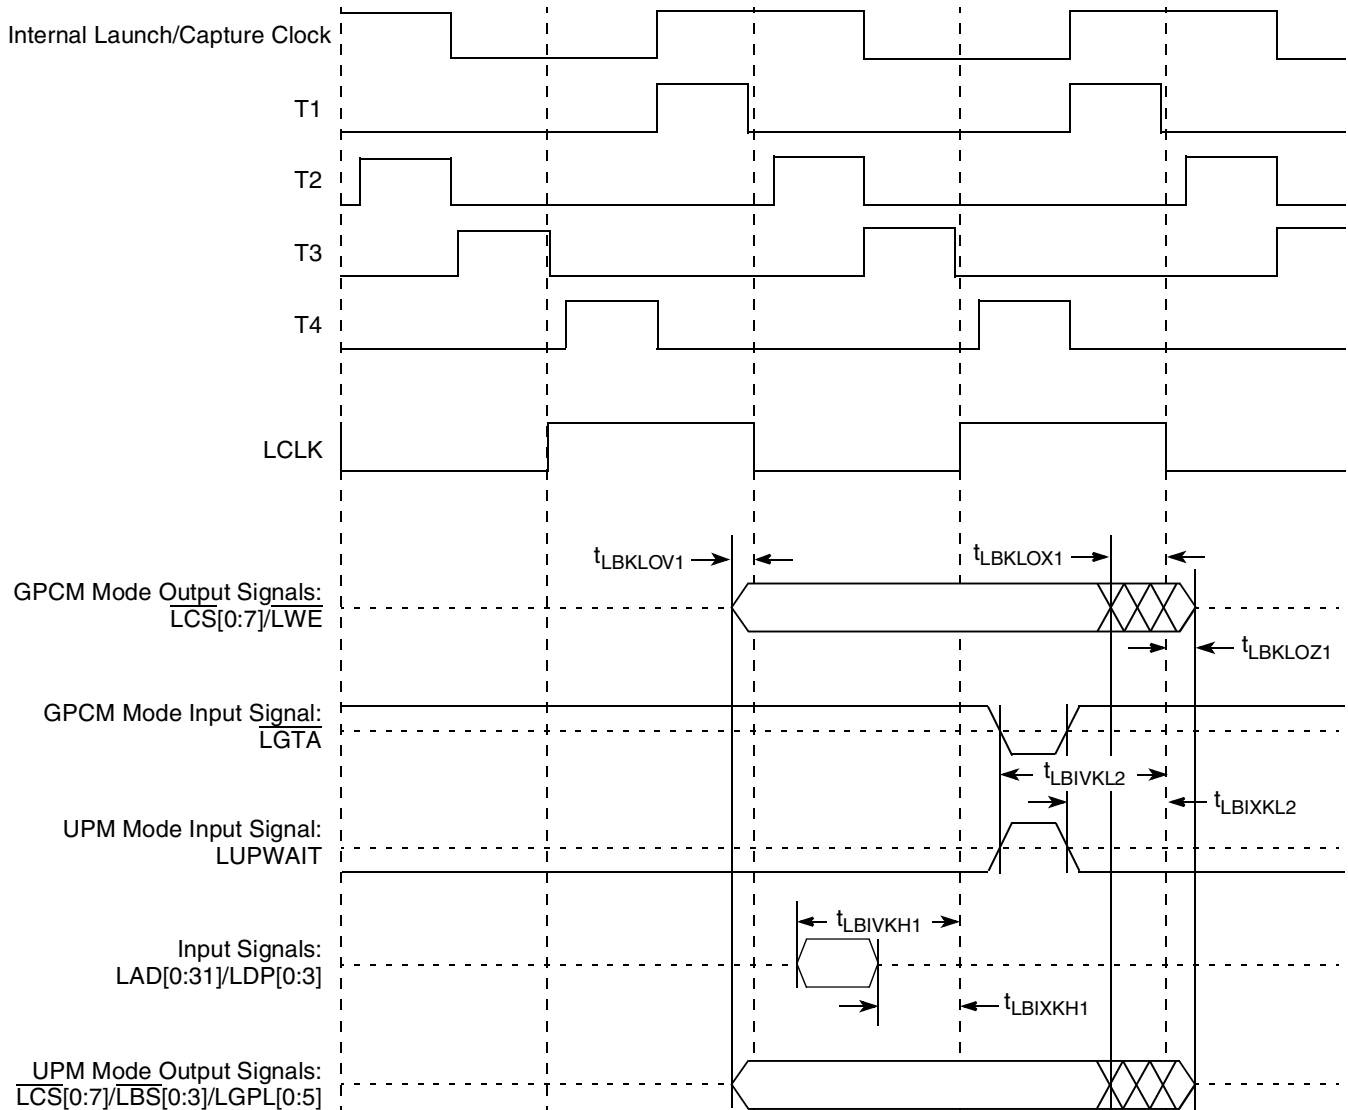 Internal Launch/Capture Clock
T1
T2
T3
T4
LCLK
tLBKLOV1
tLBKLOX1
GPCM Mode Output Signals:
LCS[0:7]/LWE
tLBKLOZ1
GPCM Mode Input Signal:
LGTA
tLBIVKL2
tLBIXKL2
UPM Mode Input Signal:
LUPWAIT
tLBIVKH1
Input Signals:
LAD[0:31]/LDP[0:3]
tLBIXKH1
UPM Mode Output Signals:
LCS[0:7]/LBS[0:3]/LGPL[0:5]